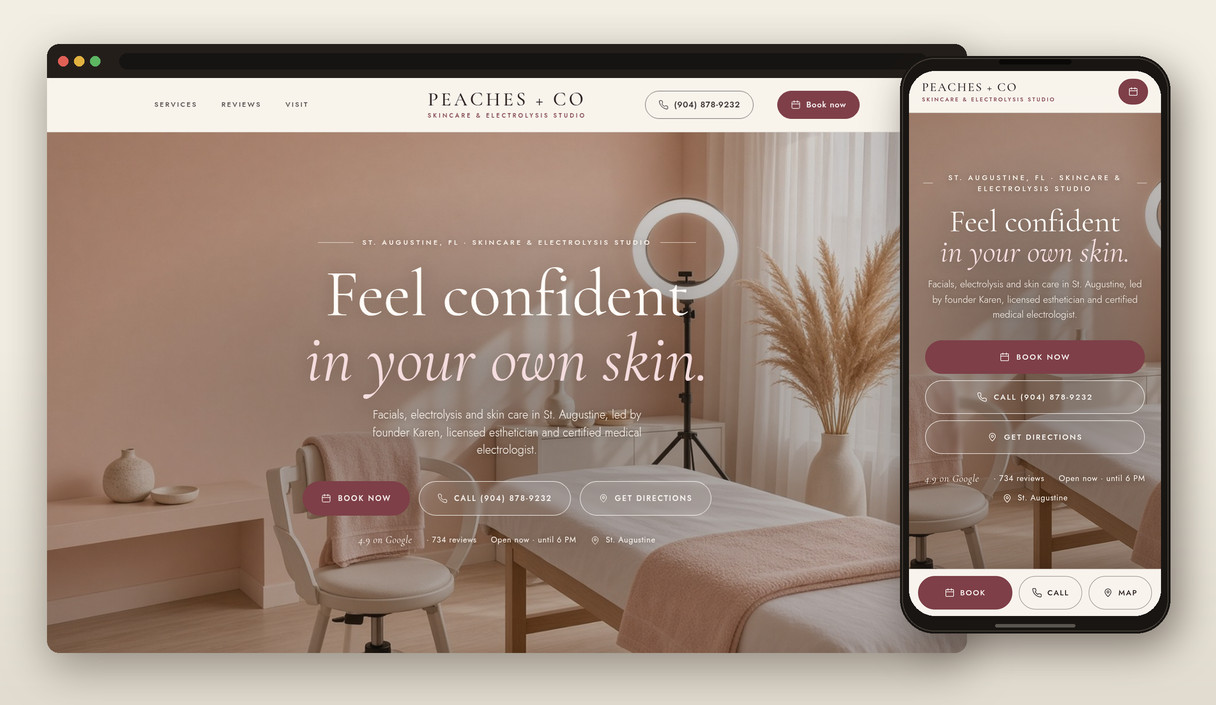 SERVICES REVIEWS VISIT
PEACHES + CO
SKINCARE & ELECTROLYSIS STUDIO
(904) 878-9232
Book now
ST. AUGUSTINE, FL · SKINCARE & ELECTROLYSIS STUDIO
Feel confident
in your own skin.
Facials, electrolysis and skin care in St. Augustine, led by
founder Karen, licensed esthetician and certified medical
electrologist.
BOOK NOW CALL (904) 878-9232 GET DIRECTIONS
4.9 on Google · 734 reviews Open now · until 6 PM St. Augustine
PEACHES + CO
SKINCARE & ELECTROLYSIS STUDIO
ST. AUGUSTINE, FL · SKINCARE &
ELECTROLYSIS STUDIO
Feel confident
in your own skin.
Facials, electrolysis and skin care in St. Augustine, led
by founder Karen, licensed esthetician and certified
medical electrologist.
BOOK NOW
CALL (904) 878-9232
GET DIRECTIONS
4.9 on Google · 734 reviews Open now · until 6 PM
St. Augustine
BOOK CALL MAP